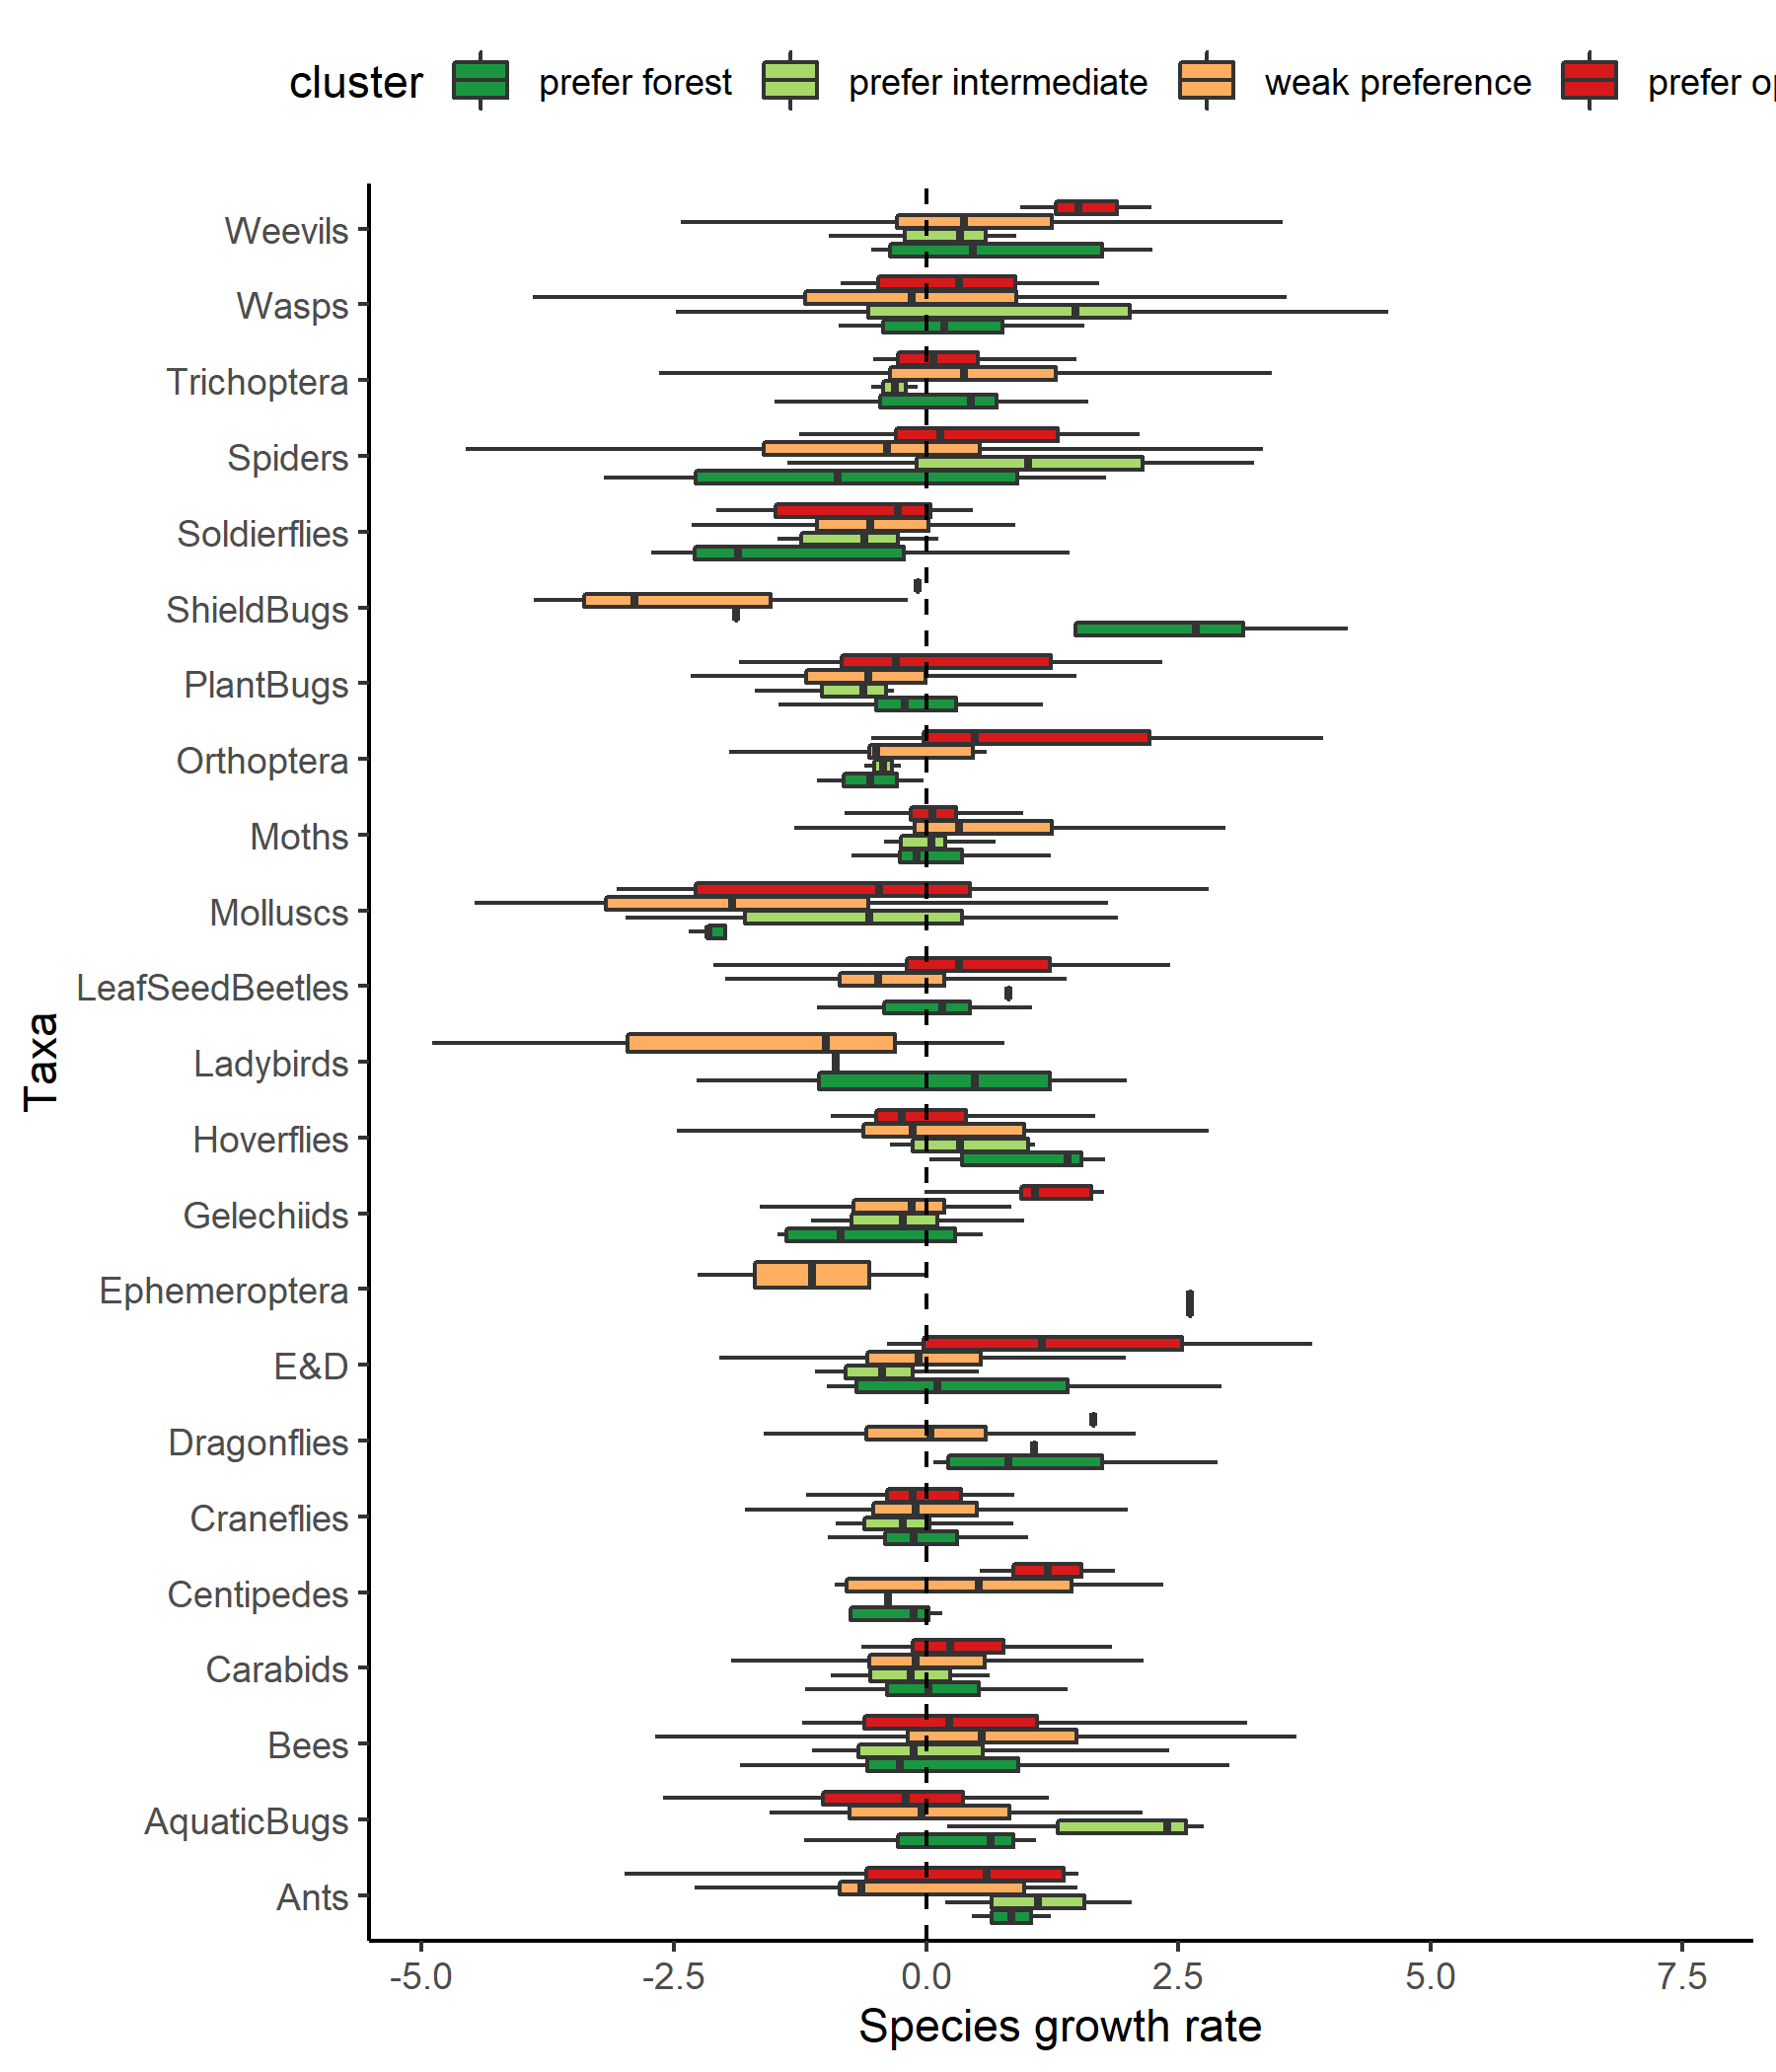 cluster prefer forest prefer intermediate weak preference prefer op
Weevils
Wasps
Trichoptera
Spiders
Soldierflies
ShieldBugs
PlantBugs
Orthoptera
Moths
Molluscs
LeafSeedBeetles
Ladybirds
Hoverflies
Gelechiids
Ephemeroptera
E&D
Dragonflies
Craneflies
Centipedes
Carabids
Bees
AquaticBugs
Ants
Taxa
-5.0 -2.5 0.0 2.5 5.0 7.5
Species growth rate